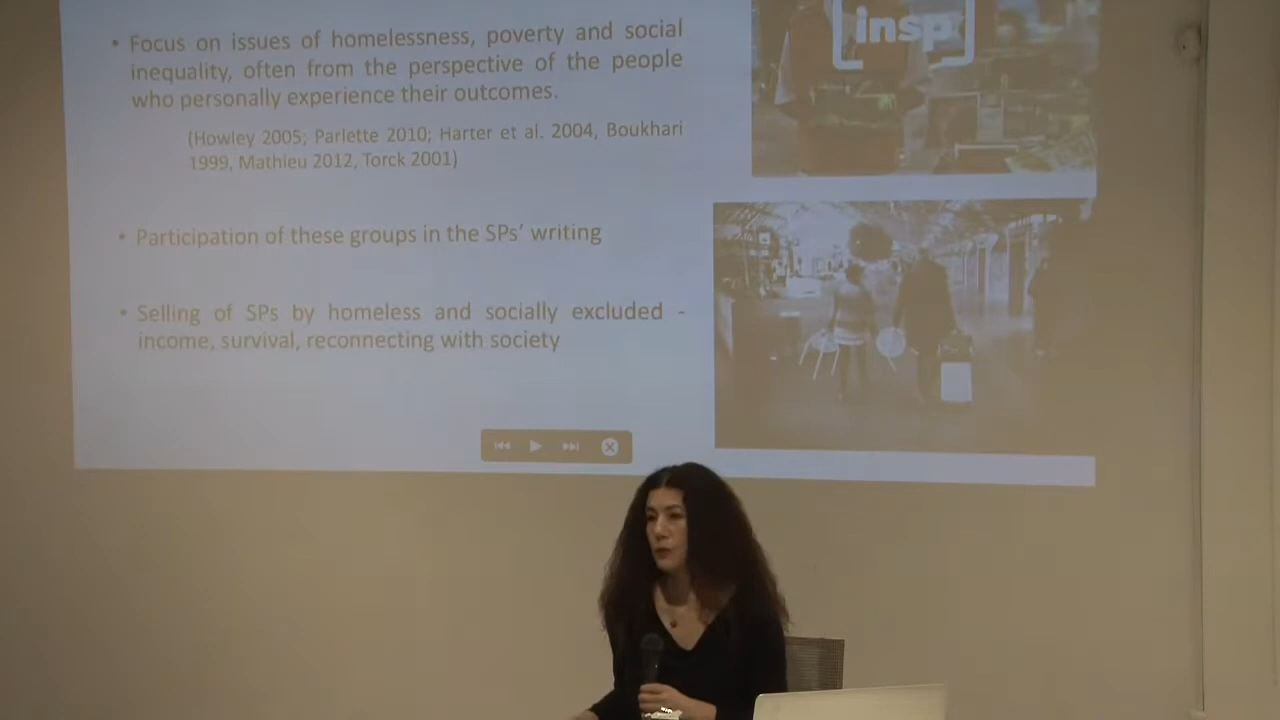 • Focus on issues of homelessness, poverty and social
inequality, often from the perspective of the people
who personally experience their outcomes.
(Howley 2005; Parlette 2010; Harter et al. 2004, Boukhari
1999, Mathieu 2012, Torck 2001)
• Participation of these groups in the SPs' writing
• Selling of SPs by homeless and socially excluded -
income, survival, reconnecting with society
insp